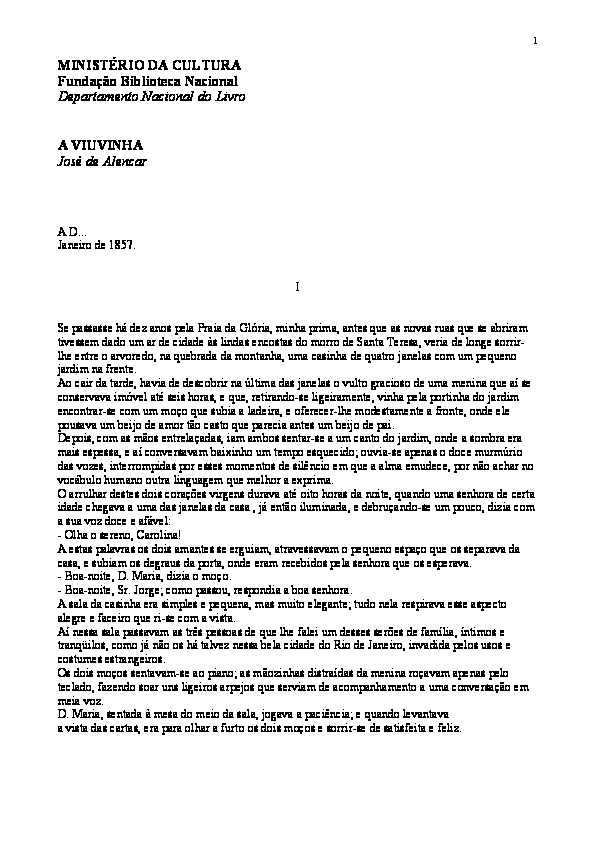 1
MINISTÉRIO DA CULTURA
Fundação Biblioteca Nacional
Departamento Nacional do Livro
A VIUVINHA
José de Alencar
A D...
Janeiro de 1857.
I
Se passasse há dez anos pela Praia da Glória, minha prima, antes que as novas ruas que se abriram
tivessem dado um ar de cidade às lindas encostas do morro de Santa Teresa, veria de longe sorrir-
lhe entre o arvoredo, na quebrada da montanha, uma casinha de quatro janelas com um pequeno
jardim na frente.
Ao cair da tarde, havia de descobrir na última das janelas o vulto gracioso de uma menina que aí se
conservava imóvel até seis horas, e que, retirando-se ligeiramente, vinha pela portinha do jardim
encontrar-se com um moço que subia a ladeira, e oferecer-lhe modestamente a fronte, onde ele
pousava um beijo de amor tão casto que parecia antes um beijo de pai.
Depois, com as mãos entrelaçadas, iam ambos sentar-se a um canto do jardim, onde a sombra era
mais espessa, e aí conversavam baixinho um tempo esquecido; ouvia-se apenas o doce murmúrio
das vozes, interrompidas por esses momentos de silêncio em que a alma emudece, por não achar no
vocábulo humano outra linguagem que melhor a exprima.
O arrulhar destes dois corações virgens durava até oito horas da noite, quando uma senhora de certa
idade chegava a uma das janelas da casa , já então iluminada, e debruçando-se um pouco, dizia com
a sua voz doce e afável:
- Olha o sereno, Carolina!
A estas palavras os dois amantes se erguiam, atravessavam o pequeno espaço que os separava da
casa, e subiam os degraus da porta, onde eram recebidos pela senhora que os esperava.
- Boa-noite, D. Maria, dizia o moço.
- Boa-noite, Sr. Jorge; como passou, respondia a boa senhora.
A sala da casinha era simples e pequena, mas muito elegante; tudo nela respirava esse aspecto
alegre e faceiro que ri-se com a vista.
Aí nessa sala passavam as três pessoas de que lhe falei um desses serões de família, íntimos e
tranqüilos, como já não os há talvez nessa bela cidade do Rio de Janeiro, invadida pelos usos e
costumes estrangeiros.
Os dois moços sentavam-se ao piano; as mãozinhas distraídas da menina roçavam apenas pelo
teclado, fazendo soar uns ligeiros arpejos que serviam de acompanhamento a uma conversação em
meia voz.
D. Maria, sentada à mesa do meio da sala, jogava a paciência; e quando levantava
a vista das cartas, era para olhar a furto os dois moços e sorrir-se de satisfeita e feliz.